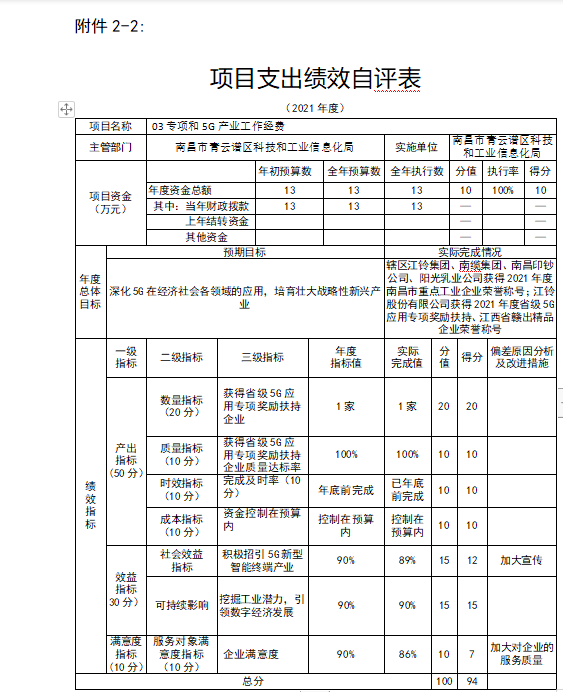 附件 2-2：
项目支出绩效自评表
（2021 年度）
项目名称 03 专项和 5G 产业工作经费
主管部门 南昌市青云谱区科技和工业信息化局 实施单位 南昌市青云谱区科技
和工业信息化局
项目资金
（万元）
年初预算数 全年预算数 全年执行数 分值 执行率 得分
年度资金总额 13 13 13 10 100% 10
其中：当年财政拨款 13 13 13 — —
上年结转资金 — —
其他资金 — —
年度
总体
目标
预期目标 实际完成情况
深化 5G 在经济社会各领域的应用，培育壮大战略性新兴产
业
辖区江铃集团、南缆集团、南昌印钞
公司、阳光乳业公司获得 2021 年度
南昌市重点工业企业荣誉称号；江铃
股份有限公司获得 2021 年度省级 5G
应用专项奖励扶持、江西省赣出精品
企业荣誉称号
绩
效
指
标
一级
指标
二级指标 三级指标 年度
指标值
实际
完成值
分
值
得分 偏差原因分析
及改进措施
产出
指标
(50 分)
数量指标
（20 分）
获得省级 5G 应
用专项奖励扶持
企业
1 家 1 家 20 20
质量指标
（10 分）
获得省级 5G 应
用专项奖励扶持
企业质量达标率
100% 100% 10 10
时效指标
（10 分）
完成及时率（10
分）
年底前完成 已年底
前完成
10 10
成本指标
（10 分）
资金控制在预算
内
控制在预算
内
控制在
预算内
10 10
效益
指标
30 分）
社会效益
指标
积极招引 5G 新型
智能终端产业
90% 89% 15 12 加大宣传
可持续影响 挖掘工业潜力，引
领数字经济发展
90% 90% 15 15
满意度
指标
（10 分）
服务对象满
意度指标
（10 分）
企业满意度 90% 86% 10 7 加大对企业的
服务质量
总分 100 94